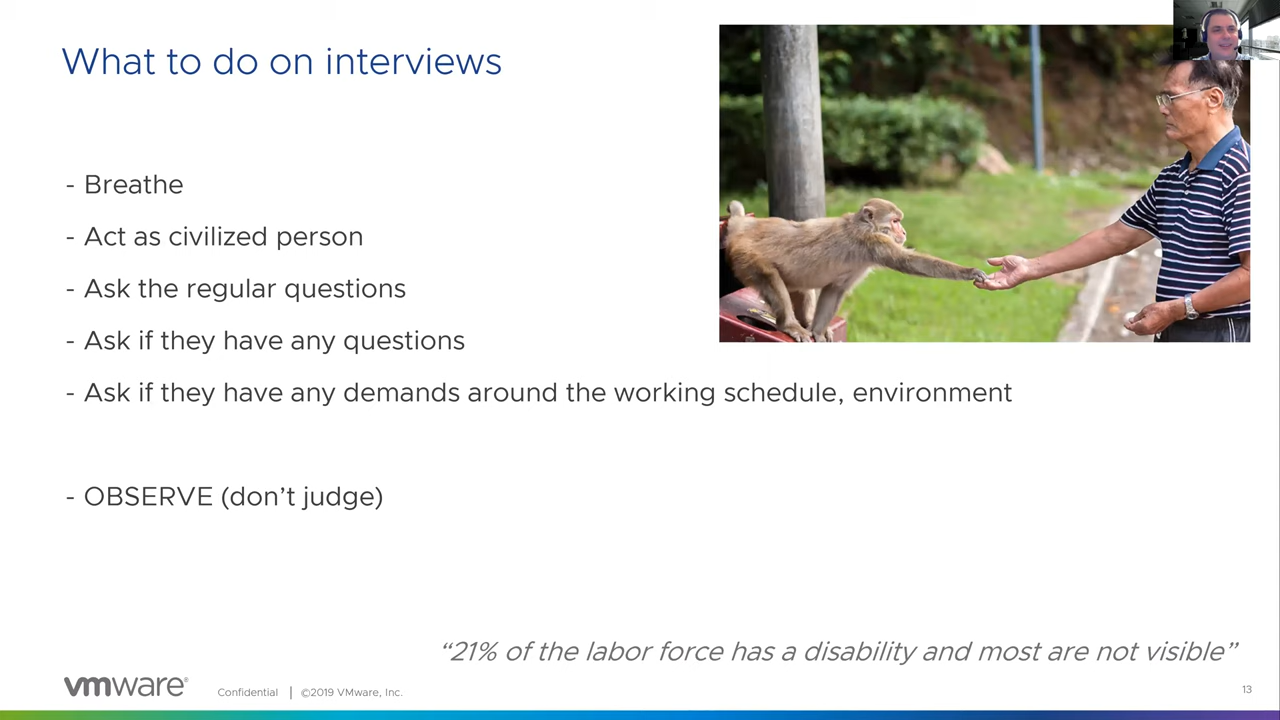 What to do on interviews
- Breathe
- Act as civilized person
- Ask the regular questions
- Ask if they have any questions
- Ask if they have any demands around the working schedule, environment
- OBSERVE (don’t judge)
“21% of the labor force has a disability and most are not visible”
vmware®
Confidential | ©2019 VMware, Inc.
13